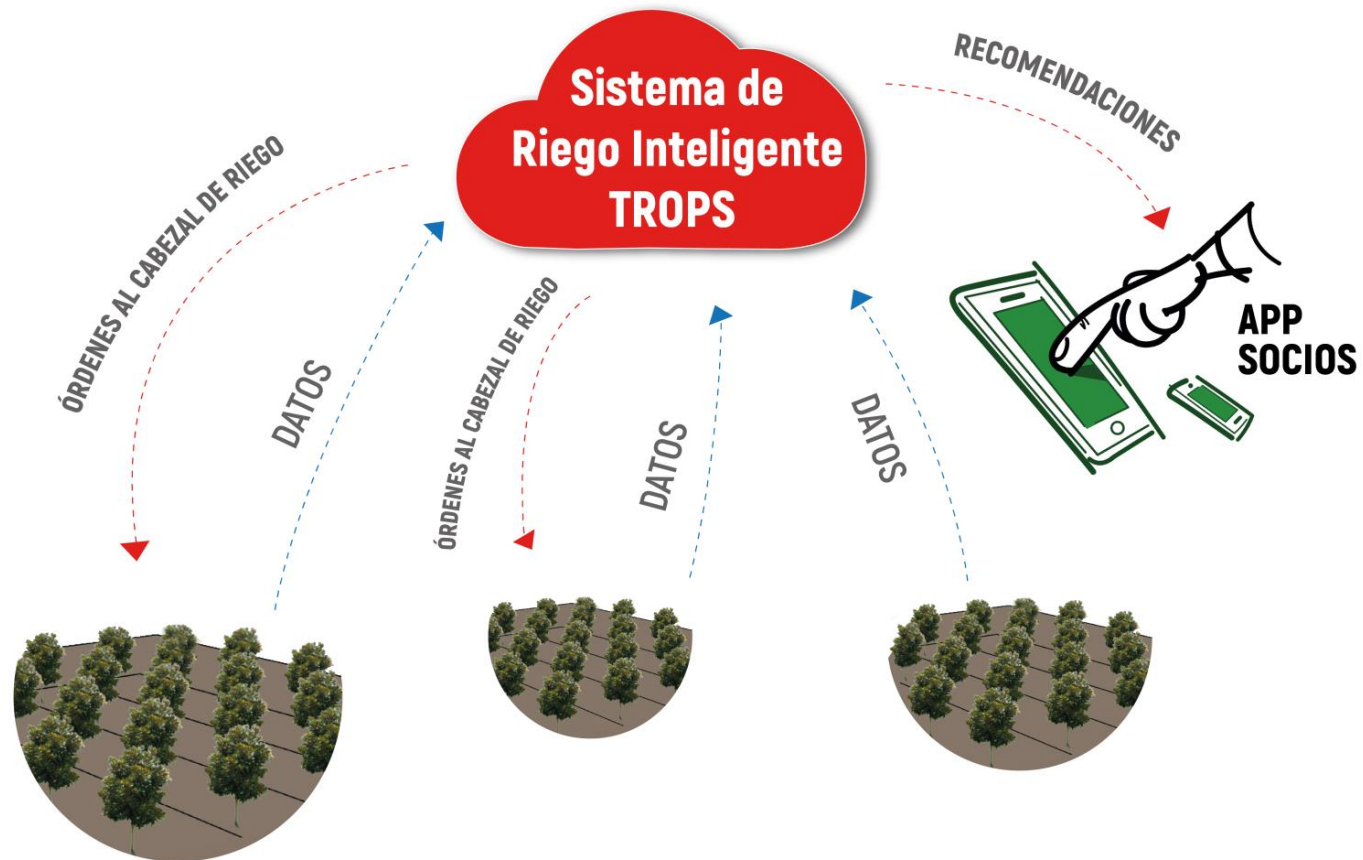 Sistema de
Riego Inteligente
TROPS
RECOMENDACIONES
ÓRDENES AL CABEZAL DE RIEGO
DATOS
ÓRDENES AL CABEZAL DE RIEGO
DATOS
DATOS
APP
SOCIOS